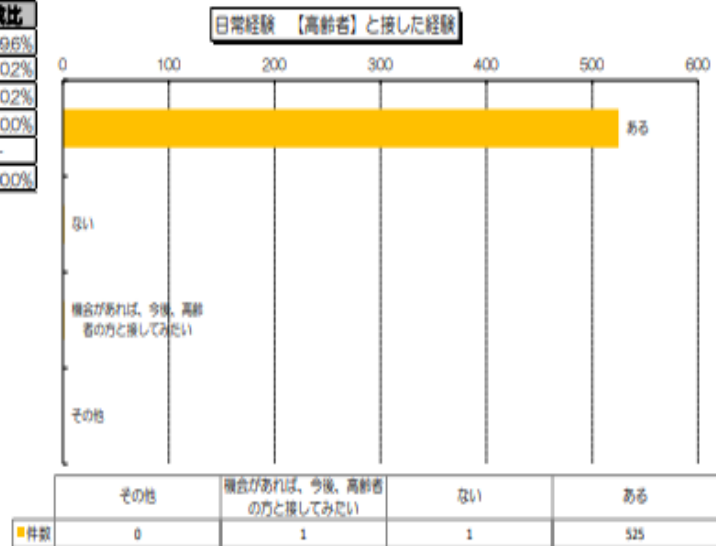 日常経験 【高齢者】と接した経験
96%
02%
02%
00%
-
00%
0 100 200 300 400 500 600
ある
ない
機会があれば、今後、高齢
者の方と接してみたい
その他
その他 機会があれば、今後、高齢者 ない ある
の方と接してみたい
件数 0 1 1 525